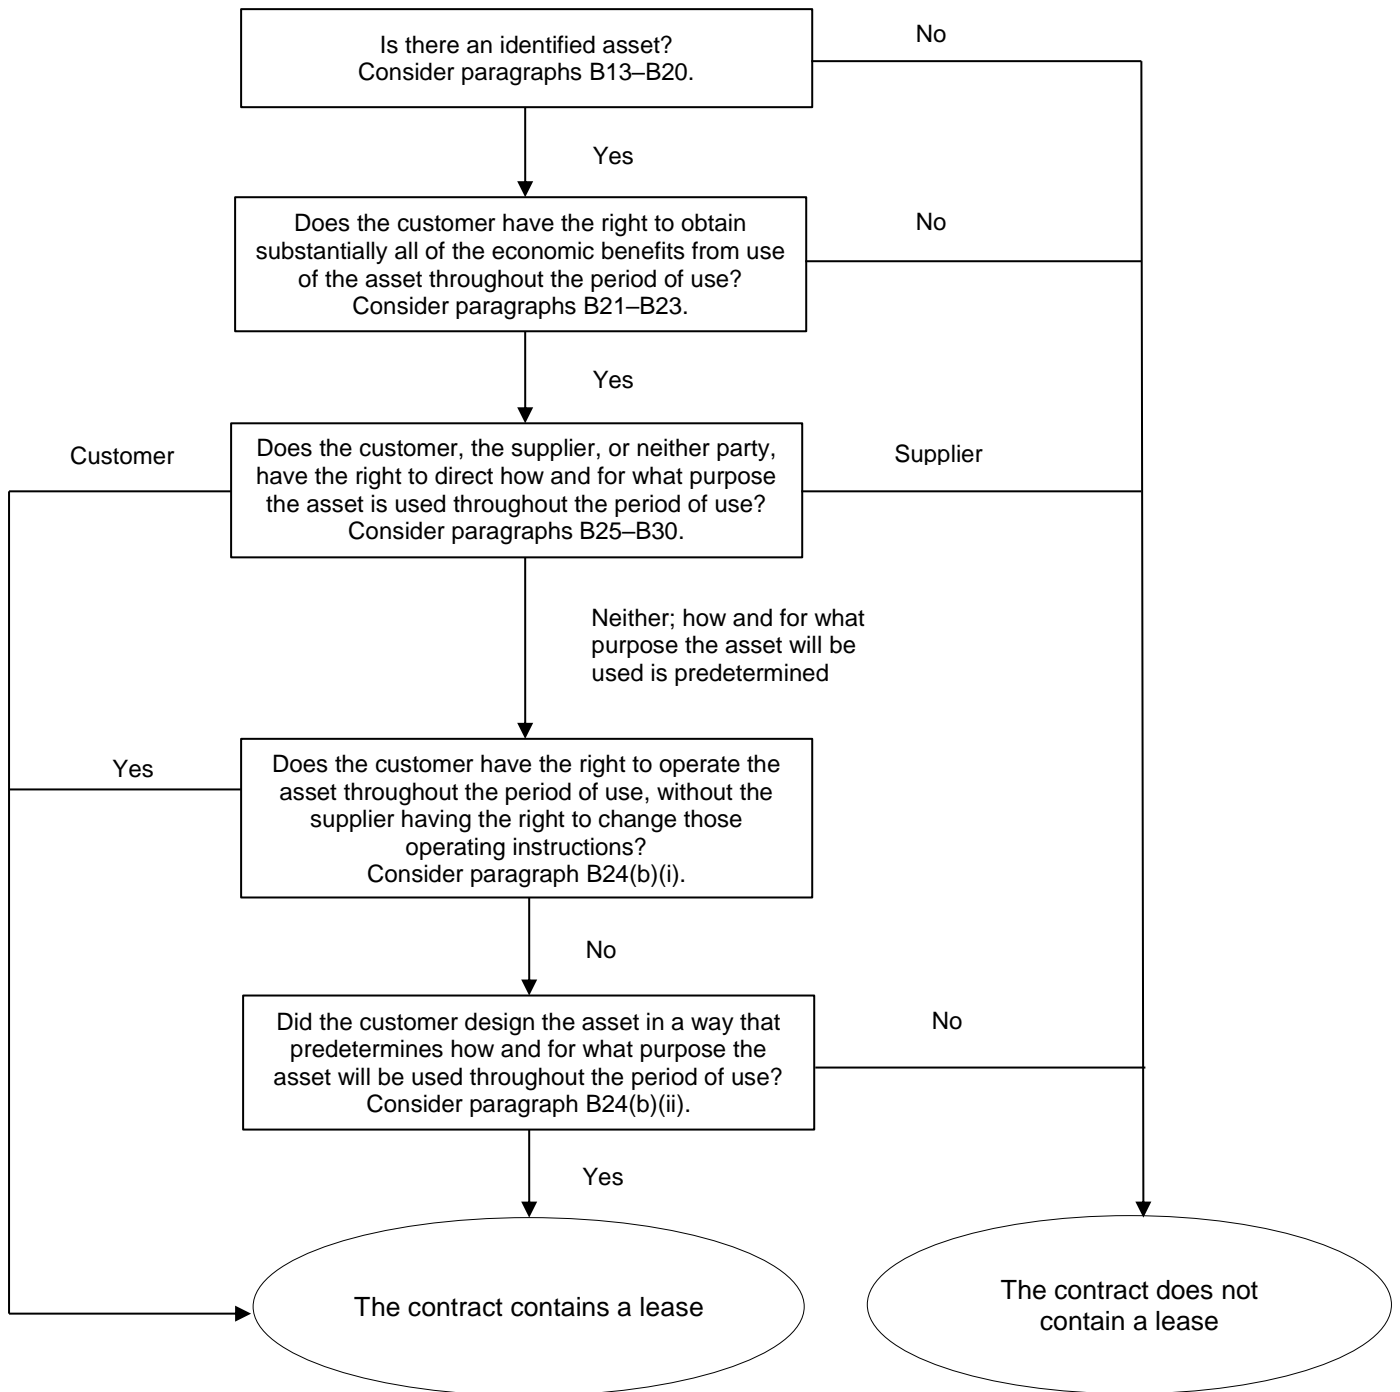 Is there an identified asset?
Consider paragraphs B13–B20.
No
Yes
Does the customer have the right to obtain
substantially all of the economic benefits from use
of the asset throughout the period of use?
Consider paragraphs B21–B23.
No
Yes
Customer
Does the customer, the supplier, or neither party,
have the right to direct how and for what purpose
the asset is used throughout the period of use?
Consider paragraphs B25–B30.
Supplier
Neither; how and for what
purpose the asset will be
used is predetermined
Yes
Does the customer have the right to operate the
asset throughout the period of use, without the
supplier having the right to change those
operating instructions?
Consider paragraph B24(b)(i).
No
Did the customer design the asset in a way that
predetermines how and for what purpose the
asset will be used throughout the period of use?
Consider paragraph B24(b)(ii).
No
Yes
The contract contains a lease
The contract does not
contain a lease